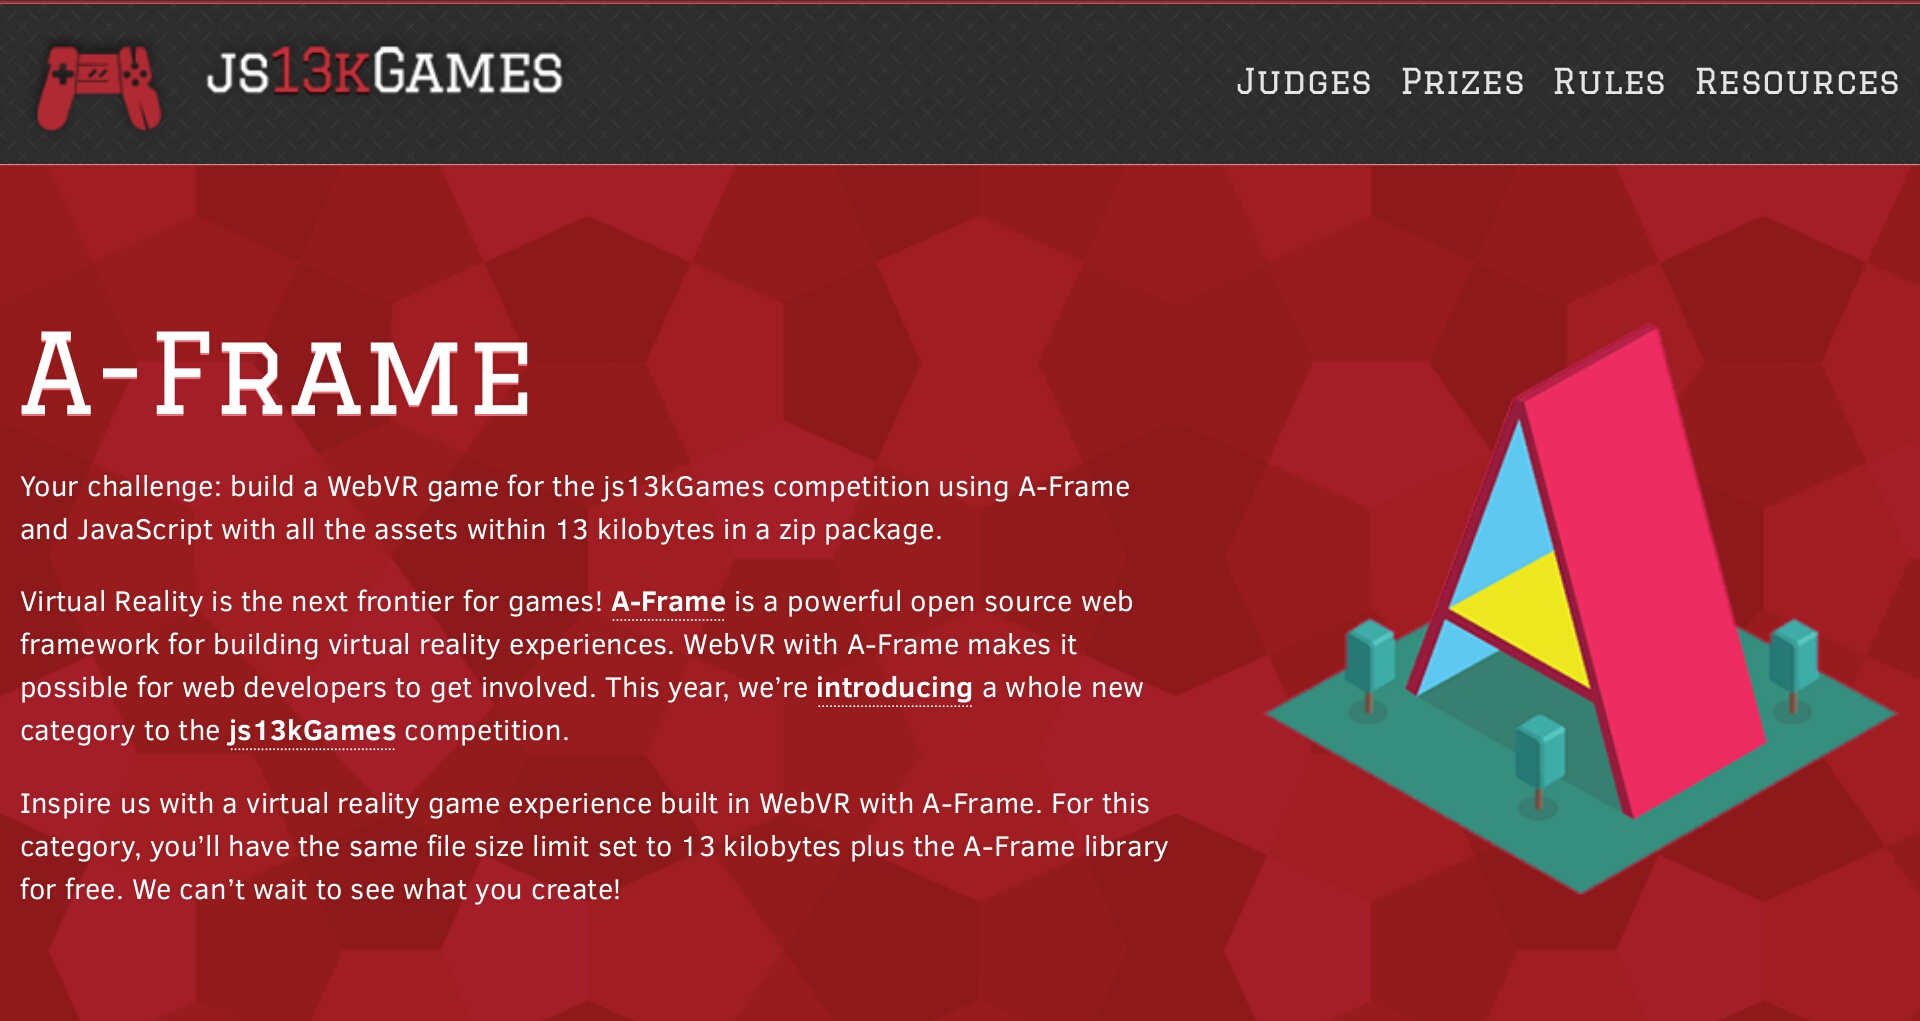 js13kGames
Judges Prizes Rules Resources
A-Frame
Your challenge: build a WebVR game for the js13kGames competition using A-Frame
and JavaScript with all the assets within 13 kilobytes in a zip package.
Virtual Reality is the next frontier for games! A-Frame is a powerful open source web
framework for building virtual reality experiences. WebVR with A-Frame makes it
possible for web developers to get involved. This year, we’re introducing a whole new
category to the js13kGames competition.
Inspire us with a virtual reality game experience built in WebVR with A-Frame. For this
category, you’ll have the same file size limit set to 13 kilobytes plus the A-Frame library
for free. We can’t wait to see what you create!